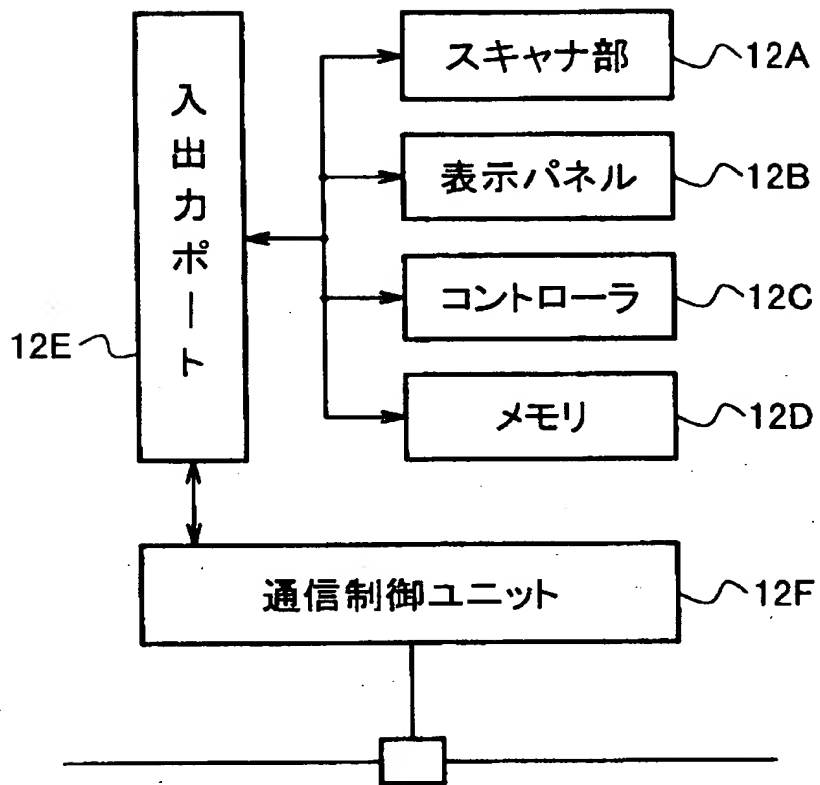 スキャナ部
12A
入出力ポート
表示パネル
12B
コントローラ
12C
12E
メモリ
12D
通信制御ユニット
12F